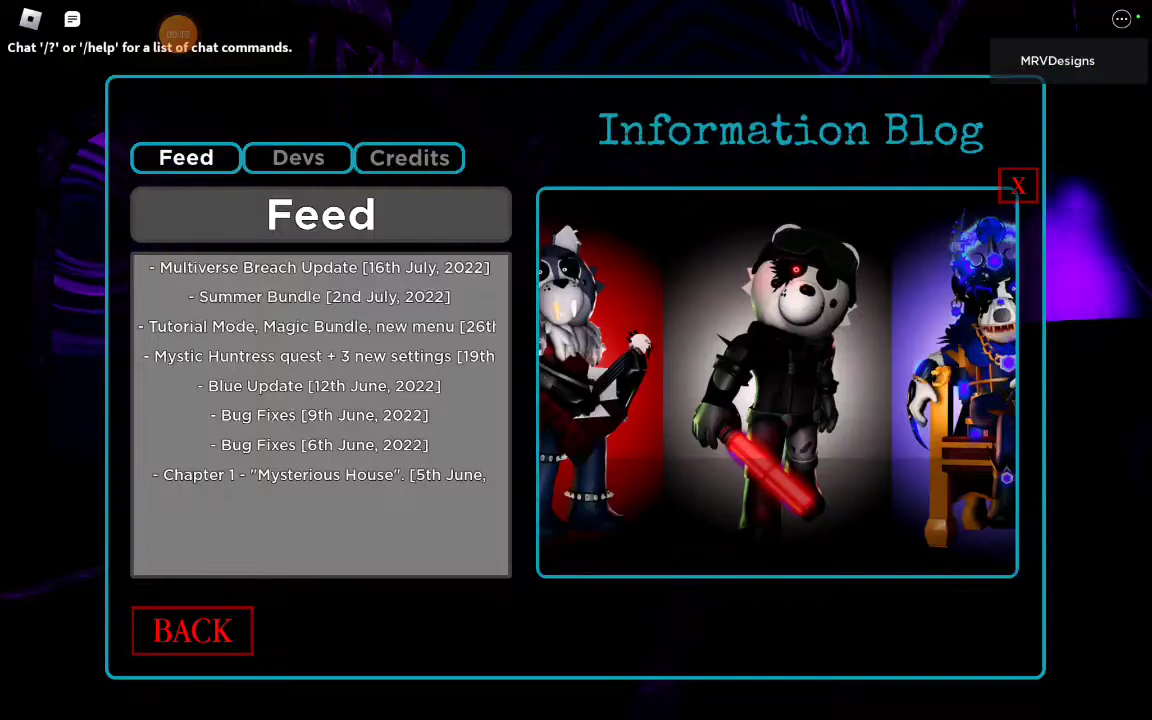 Chat '/?' or '/help' for a list of chat commands.
MRVDesigns
Information Blog
Feed
Devs
Credits
X
Feed
- Multiverse Breach Update [16th July, 2022]
- Summer Bundle [2nd July, 2022]
- Tutorial Mode, Magic Bundle, new menu [26th
- Mystic Huntress quest + 3 new settings [19th
- Blue Update [12th June, 2022]
- Bug Fixes [9th June, 2022]
- Bug Fixes [6th June, 2022]
- Chapter 1 - "Mysterious House". [5th June,
BACK